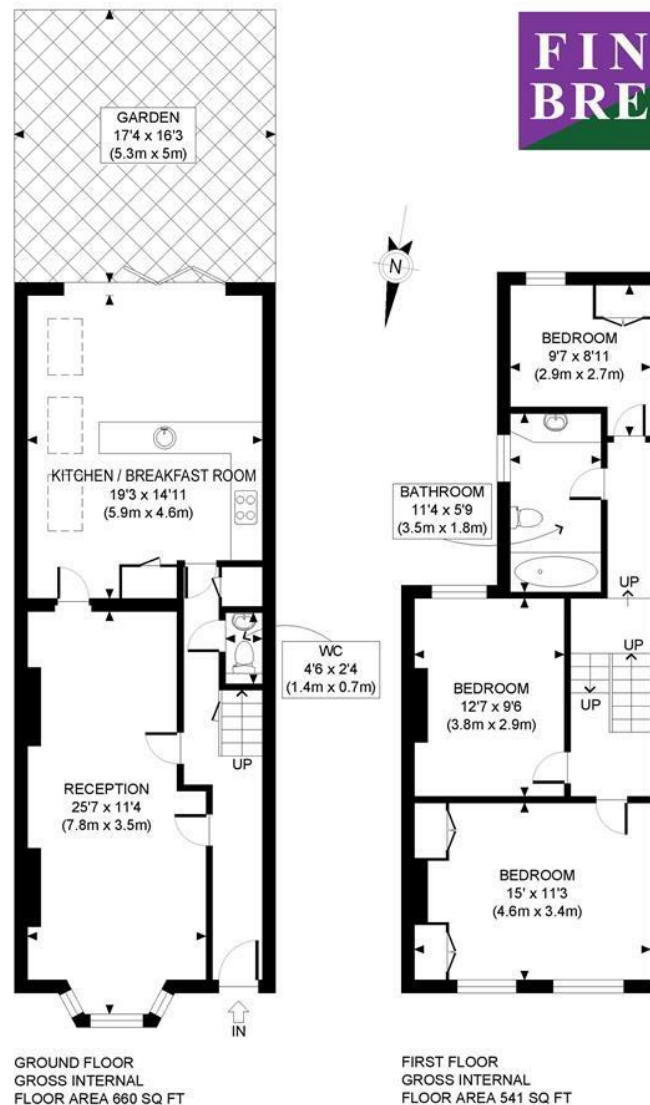 FIN
BRE
GARDEN
17'4 x 16'3
(5.3m x 5m)
N
KITCHEN / BREAKFAST ROOM
19'3 x 14'11
(5.9m x 4.6m)
WC
4'6 x 2'4
(1.4m x 0.7m)
UP
RECEPTION
25'7 x 11'4
(7.8m x 3.5m)
IN
GROUND FLOOR
GROSS INTERNAL
FLOOR AREA 660 SQ FT
BEDROOM
9'7 x 8'11
(2.9m x 2.7m)
BATHROOM
11'4 x 5'9
(3.5m x 1.8m)
UP
UP
UP
BEDROOM
12'7 x 9'6
(3.8m x 2.9m)
BEDROOM
15' x 11'3
(4.6m x 3.4m)
FIRST FLOOR
GROSS INTERNAL
FLOOR AREA 541 SQ FT